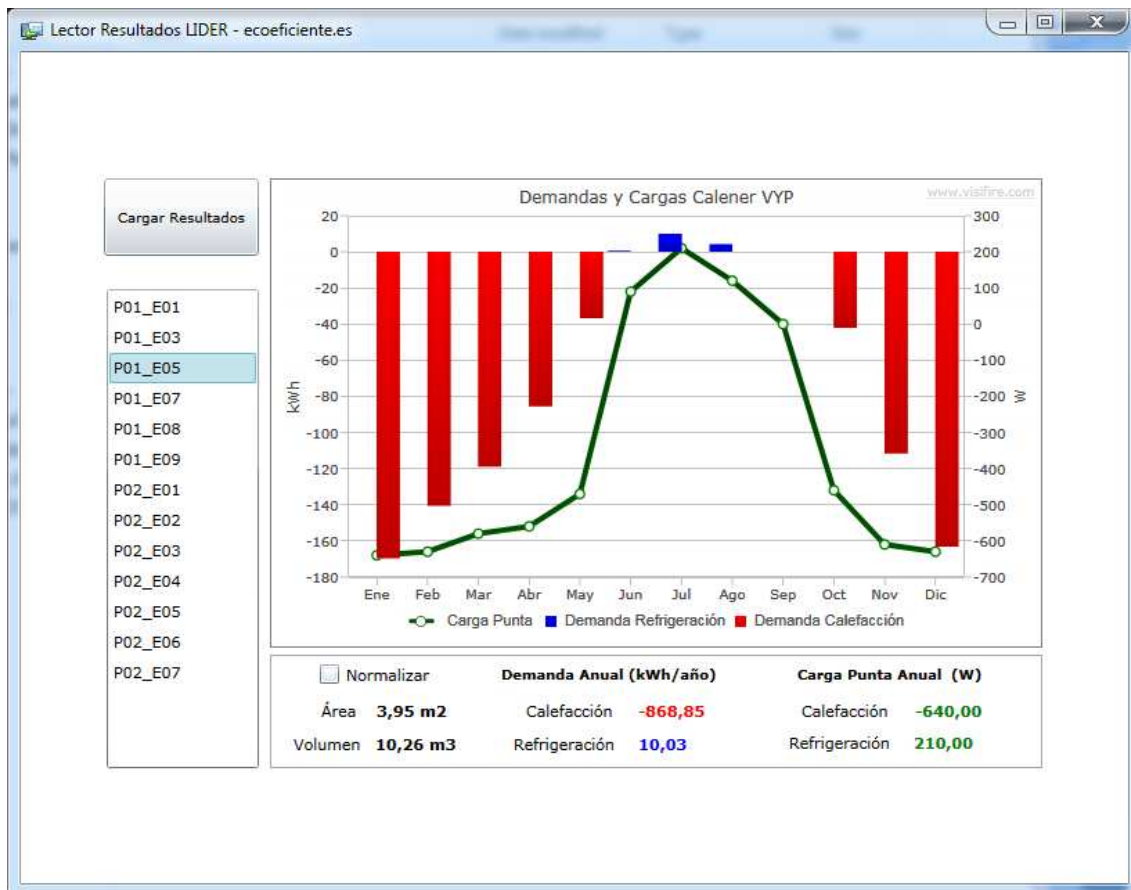 Lector Resultados LIDER - ecoeficiente.es
Cargar Resultados
P01_E01
P01_E03
P01_E05
P01_E07
P01_E08
P01_E09
P02_E01
P02_E02
P02_E03
P02_E04
P02_E05
P02_E06
P02_E07
Demandas y Cargas Calener VYP
www.visifire.com
kWh
20
0
-20
-40
-60
-80
-100
-120
-140
-160
-180
300
200
100
0
-100
-200
-300
-400
-500
-600
-700
W
Ene Feb Mar Abr May Jun Jul Ago Sep Oct Nov Dic
Carga Punta Demanda Refrigeración Demanda Calefacción
Normalizar Demanda Anual (kWh/año) Carga Punta Anual (W)
Área 3,95 m2 Calefacción -868,85 Calefacción -640,00
Volumen 10,26 m3 Refrigeración 10,03 Refrigeración 210,00